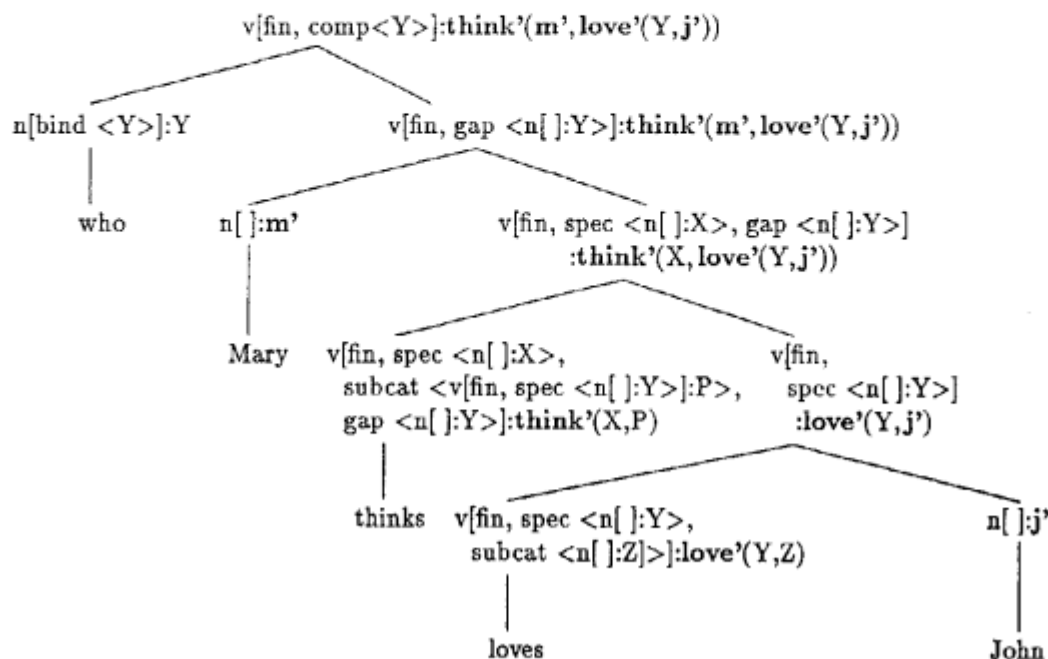 v[fin, comp<Y>]:think'(m',love'(Y,j'))
n[bind <Y>]:Y
v[fin, gap <n[ ]:Y>]:think'(m',love'(Y,j'))
who
n[ ]:m'
v[fin, spec <n[ ]:X>, gap <n[ ]:Y>]
:think'(X,love'(Y,j'))
Mary
v[fin, spec <n[ ]:X>,
subcat <v[fin, spec <n[ ]:Y>]:P>,
gap <n[ ]:Y>]:think'(X,P)
v[fin,
spec <n[ ]:Y>]
:love'(Y,j')
thinks
v[fin, spec <n[ ]:Y>,
subcat <n[ ]:Z]>]:love'(Y,Z)
n[ ]:j'
loves
John